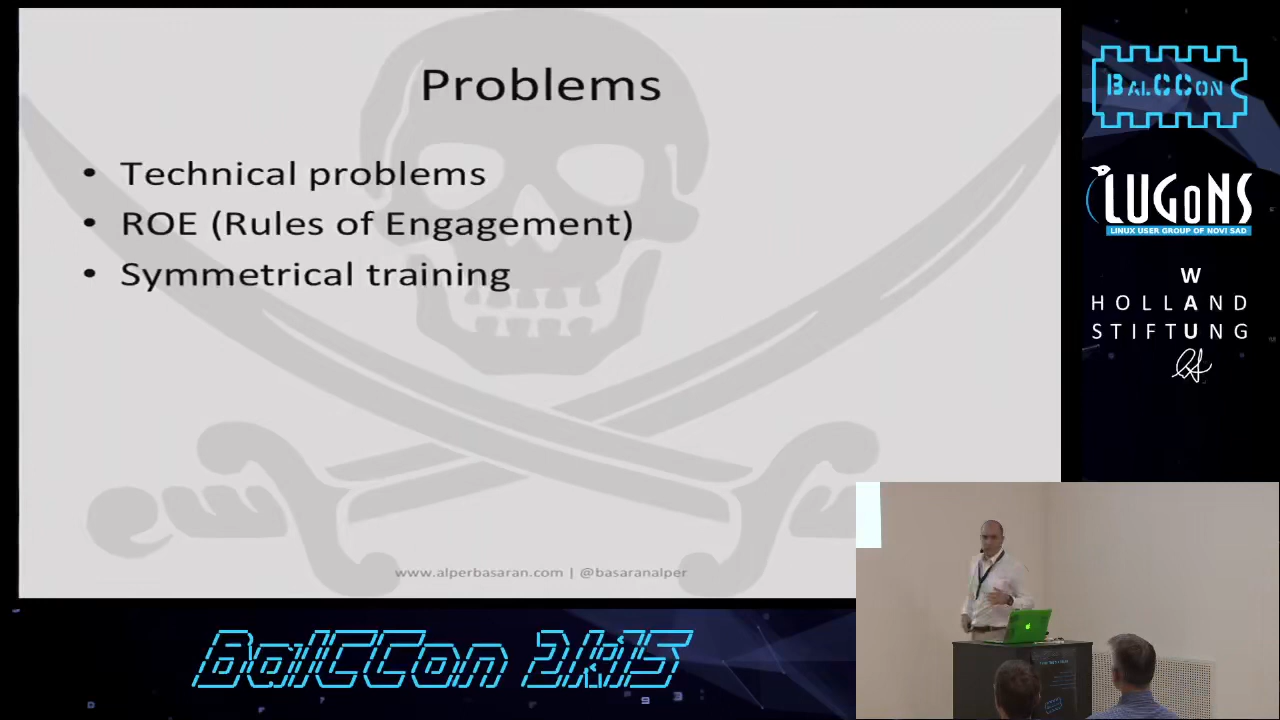 Problems
• Technical problems
• ROE (Rules of Engagement)
• Symmetrical training
www.alperbasaran.com | @basaranalper
BALCCON
LUGONS
LINUX USER GROUP OF NOVI SAD
W
HOLLAND
STIFTUNG
BalCCon 2k15